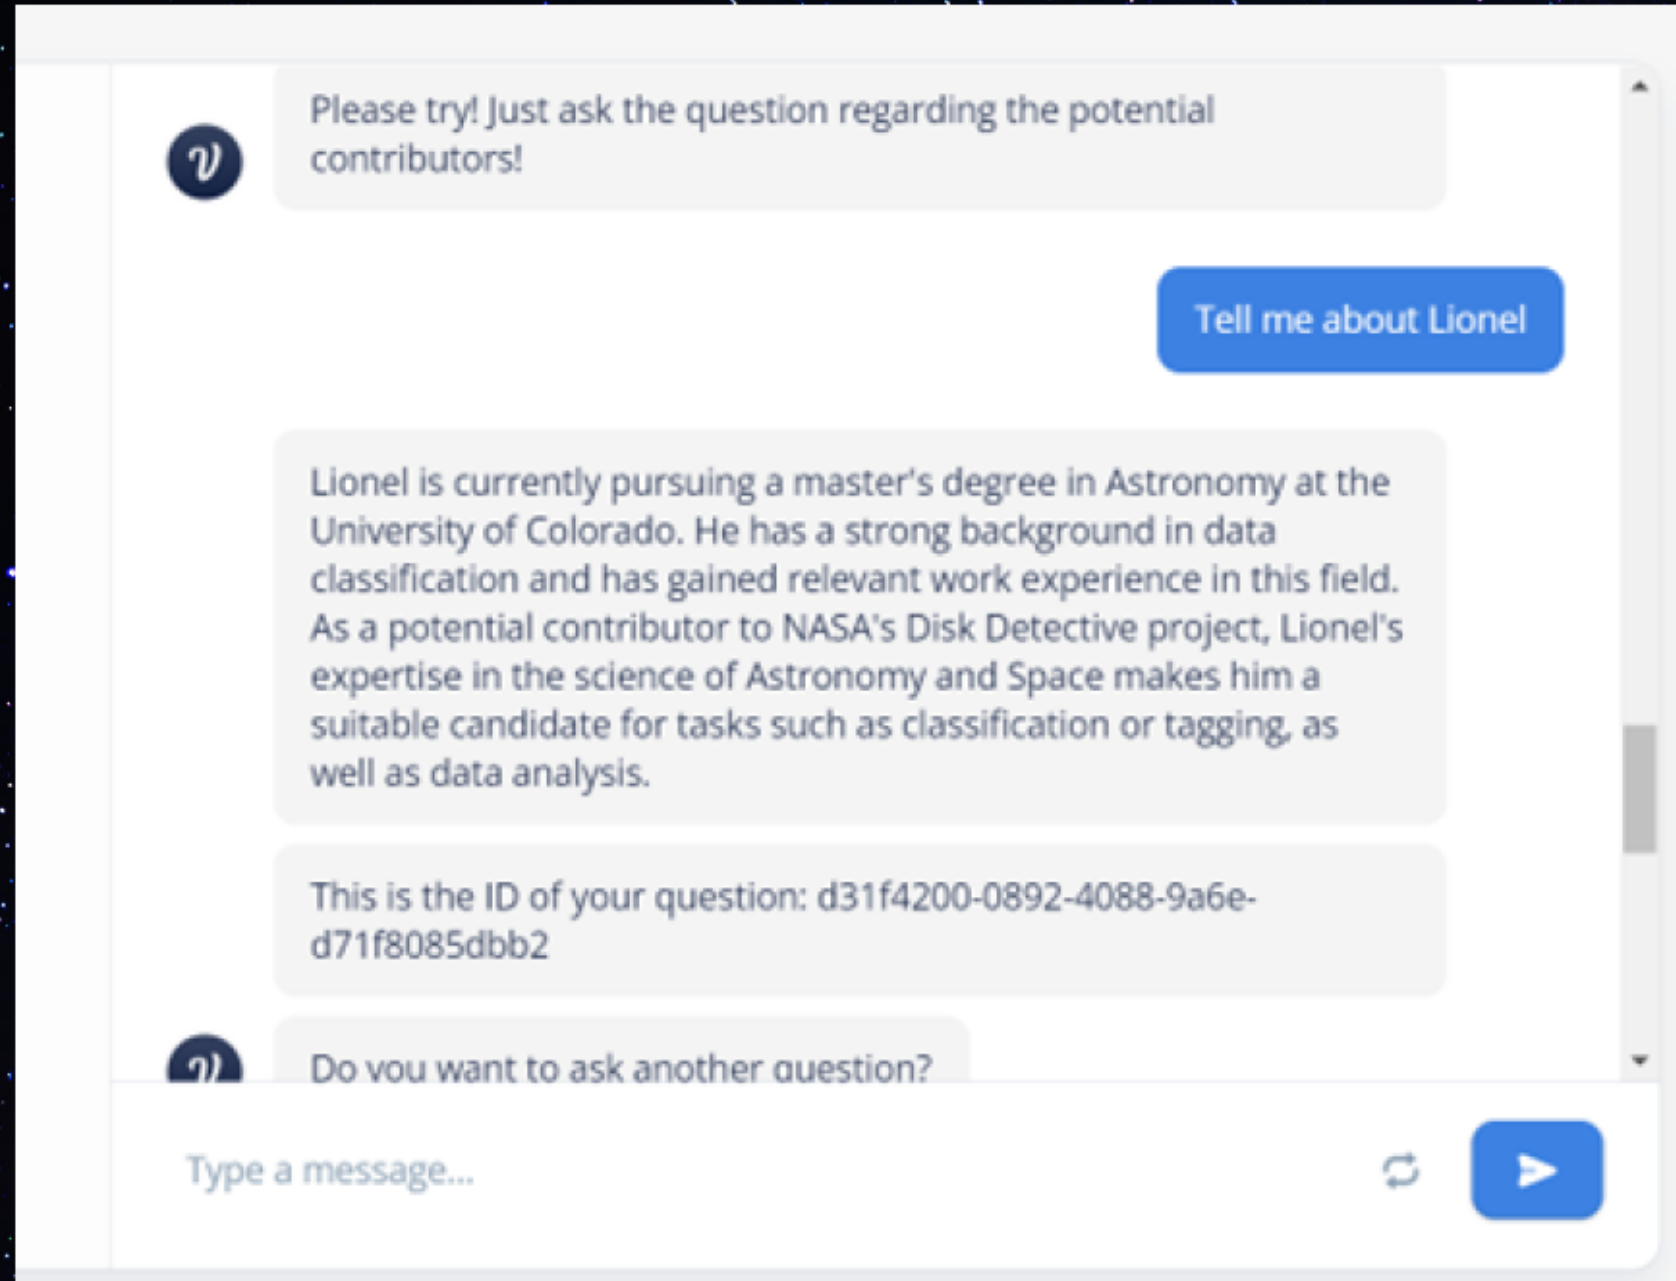 Please try! Just ask the question regarding the potential
contributors!
Tell me about Lionel
Lionel is currently pursuing a master's degree in Astronomy at the
University of Colorado. He has a strong background in data
classification and has gained relevant work experience in this field.
As a potential contributor to NASA's Disk Detective project, Lionel's
expertise in the science of Astronomy and Space makes him a
suitable candidate for tasks such as classification or tagging, as
well as data analysis.
This is the ID of your question: d31f4200-0892-4088-9a6e-
d71f8085dbb2
Do you want to ask another question?
Type a message...